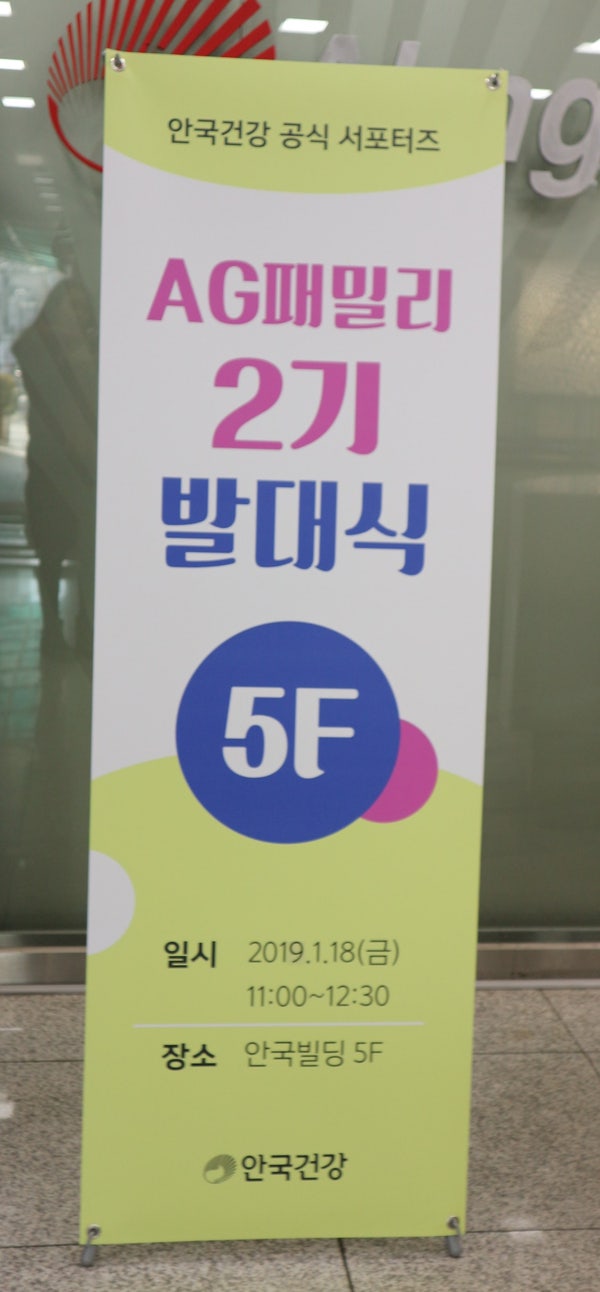 안국건강 공식 서포터즈
AG패밀리
2기
발대식
5F
일시 2019.1.18(금)
11:00~12:30
장소 안국빌딩 5F
안국건강